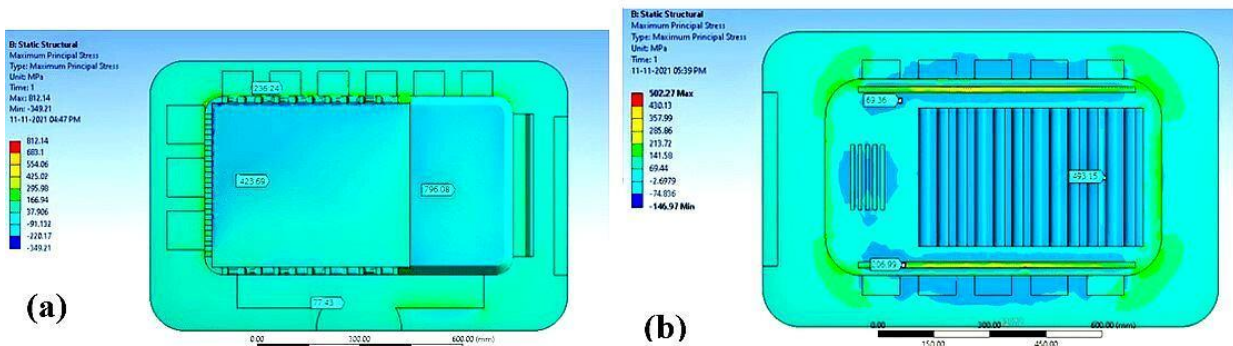 B: Static Structural
Maximum Principal Stress
Type: Maximum Principal Stress
Unit: MPa
Time: 1
Max: 812.14
Min: -349.21
11-11-2021 04:47 PM
812.14
683.1
554.06
425.02
295.98
166.94
37.906
-91.132
-220.17
-349.21
236.24
423.69
796.08
77.43
0.00 300.00 600.00 (mm)
(a)
B: Static Structural
Maximum Principal Stress
Type: Maximum Principal Stress
Unit: MPa
Time: 1
11-11-2021 05:39 PM
502.27 Max
430.13
357.99
285.86
213.72
141.58
69.44
-2.6979
-74.836
-146.97 Min
69.36
493.15
206.99
0.00 300.00 600.00 (mm)
150.00 450.00
(b)